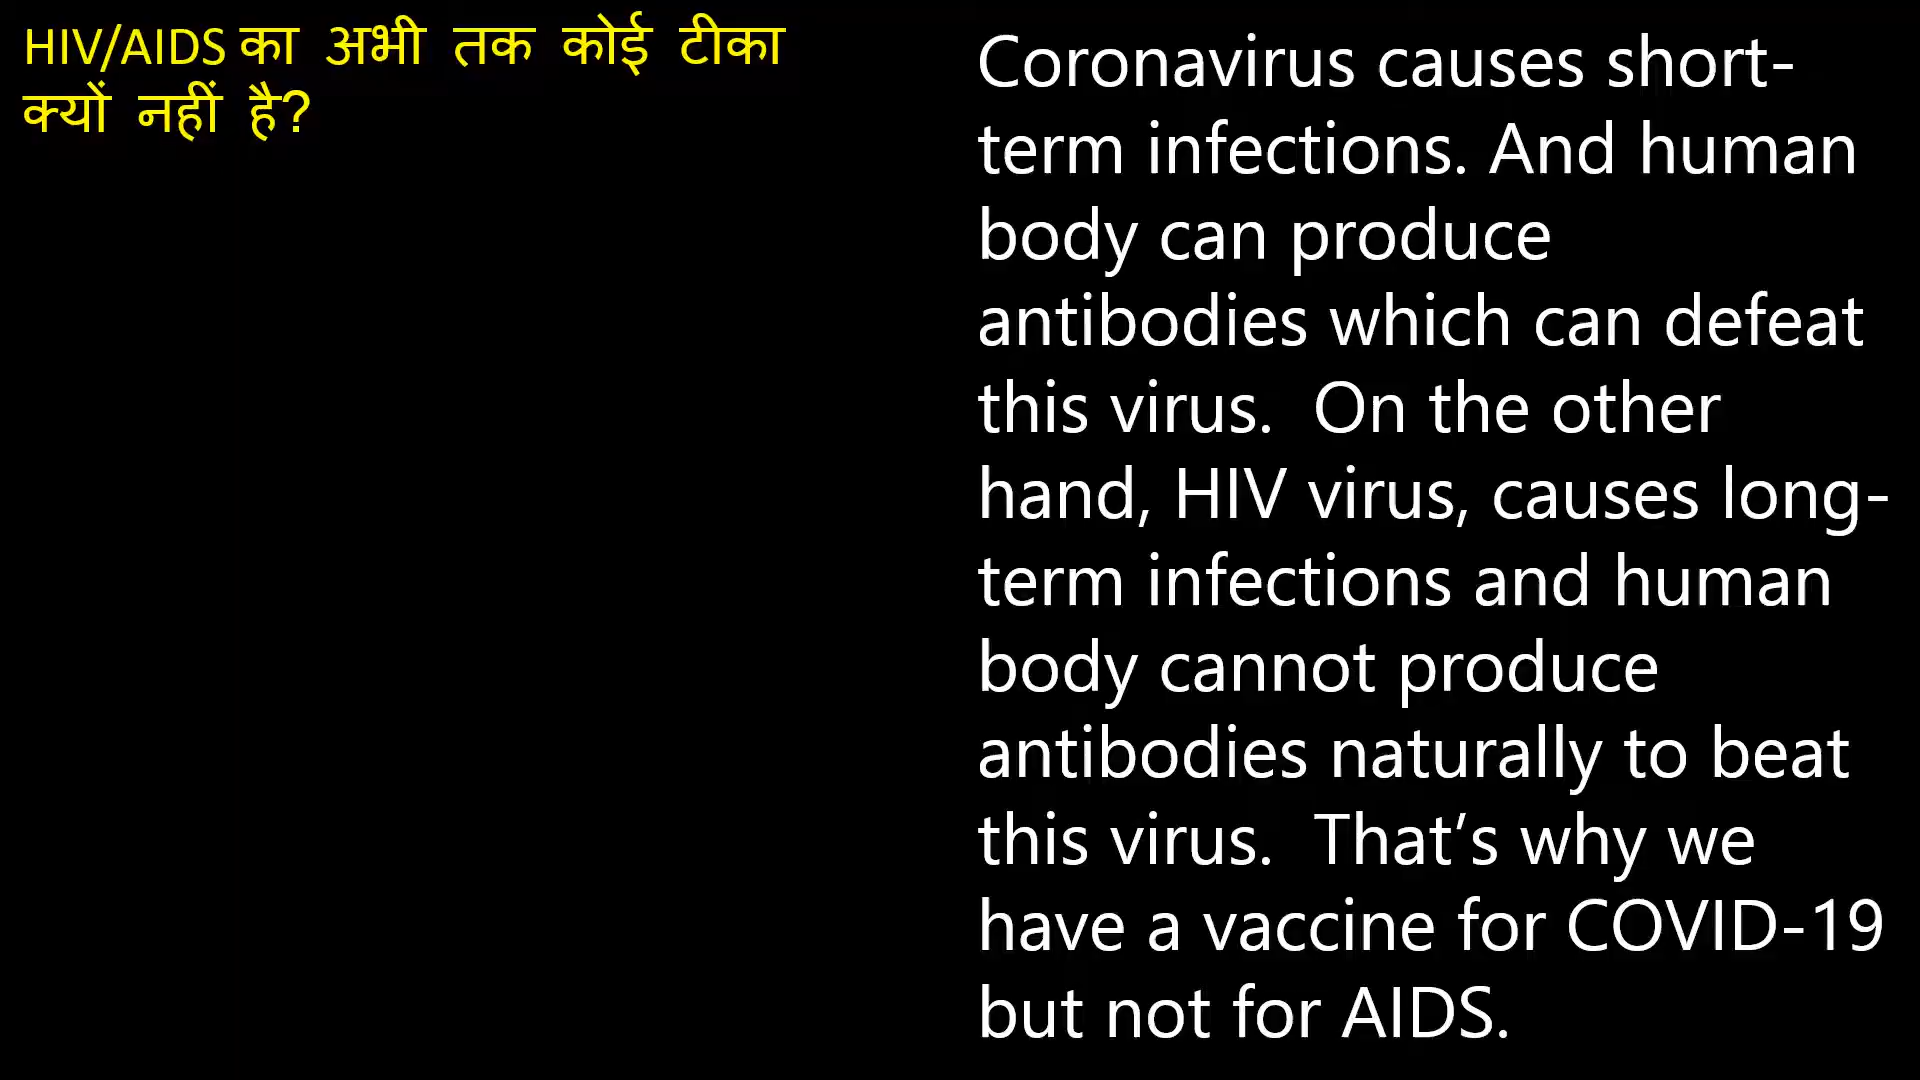 HIV/AIDS का अभी तक कोई टीका
क्यों नहीं है?
Coronavirus causes short-
term infections. And human
body can produce
antibodies which can defeat
this virus.  On the other
hand, HIV virus, causes long-
term infections and human
body cannot produce
antibodies naturally to beat
this virus.  That’s why we
have a vaccine for COVID-19
but not for AIDS.